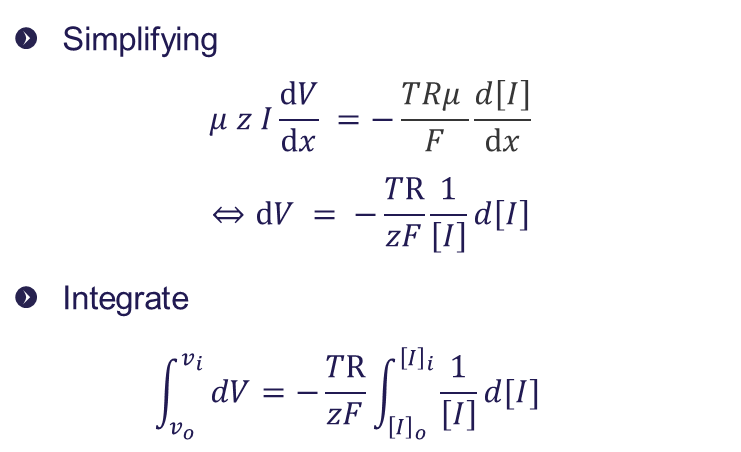 Simplifying
μ z I dV/dx = − TRμ/F d[I]/dx
⇔ dV = − TR/zF 1/[I] d[I]
Integrate
∫_{v_o}^{v_i} dV = − TR/zF ∫_{[I]_o}^{[I]_i} 1/[I] d[I]